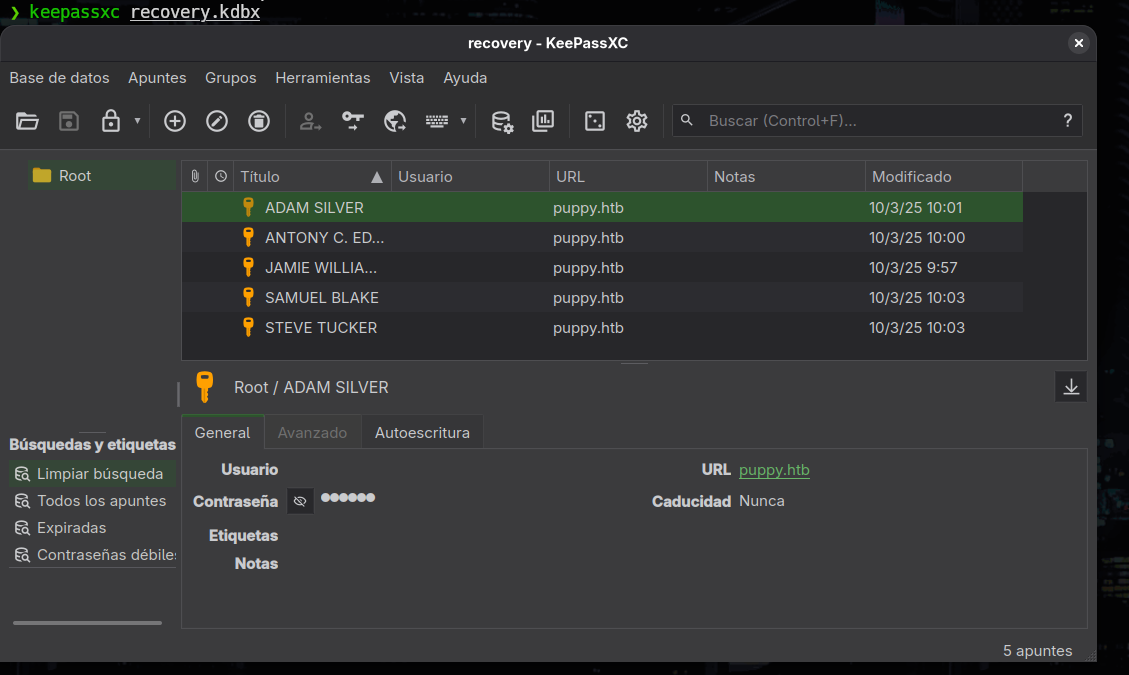 ❯ keepassxc recovery.kdbx
recovery - KeePassXC
Base de datos Apuntes Grupos Herramientas Vista Ayuda
Buscar (Control+F)... ?
Root
Título Usuario URL Notas Modificado
ADAM SILVER puppy.htb 10/3/25 10:01
ANTONY C. ED... puppy.htb 10/3/25 10:00
JAMIE WILLIA... puppy.htb 10/3/25 9:57
SAMUEL BLAKE puppy.htb 10/3/25 10:03
STEVE TUCKER puppy.htb 10/3/25 10:03
Root / ADAM SILVER
General Avanzado Autoescritura
Usuario URL puppy.htb
Contraseña ●●●●●● Caducidad Nunca
Etiquetas
Notas
Búsquedas y etiquetas
Limpiar búsqueda
Todos los apuntes
Expiradas
Contraseñas débiles
5 apuntes